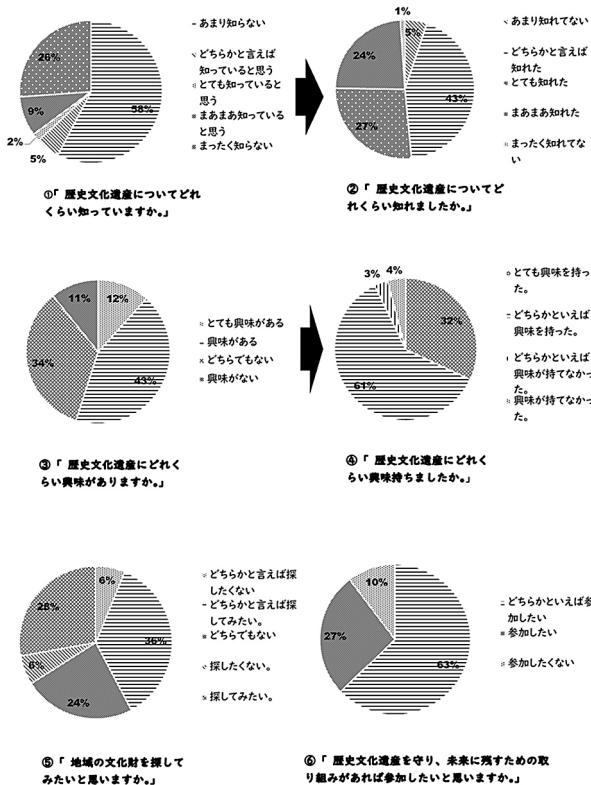 58%
5%
2%
9%
26%
あまり知らない
どちらかと言えば
知っていると思う
とても知っていると
思う
まあまあ知っている
と思う
まったく知らない
①「 歴史文化遺産についてどれ
くらい知っていますか。」
1%
5%
43%
27%
24%
あまり知れてない
どちらかと言えば
知れた
とても知れた
まあまあ知れた
まったく知れてな
い
②「 歴史文化遺産についてど
れくらい知れましたか。」
11%
12%
43%
34%
とても興味がある
興味がある
どちらでもない
興味がない
③「 歴史文化遺産にどれく
らい興味がありますか。」
3%
4%
32%
61%
とても興味を持っ
た。
どちらかといえば
興味を持った。
どちらかといえば
興味が持てなかっ
た。
興味が持てなかっ
た。
④「 歴史文化遺産にどれく
らい興味持ちましたか。」
6%
36%
24%
6%
28%
どちらかと言えば探
したくない
どちらかと言えば探
してみたい。
どちらでもない
探したくない。
探してみたい。
⑤「 地域の文化財を探して
みたいと思いますか。」
10%
27%
63%
どちらかといえば参
加したい
参加したい
参加したくない
⑥「 歴史文化遺産を守り、未来に残すための取
り組みがあれば参加したいと思いますか。」